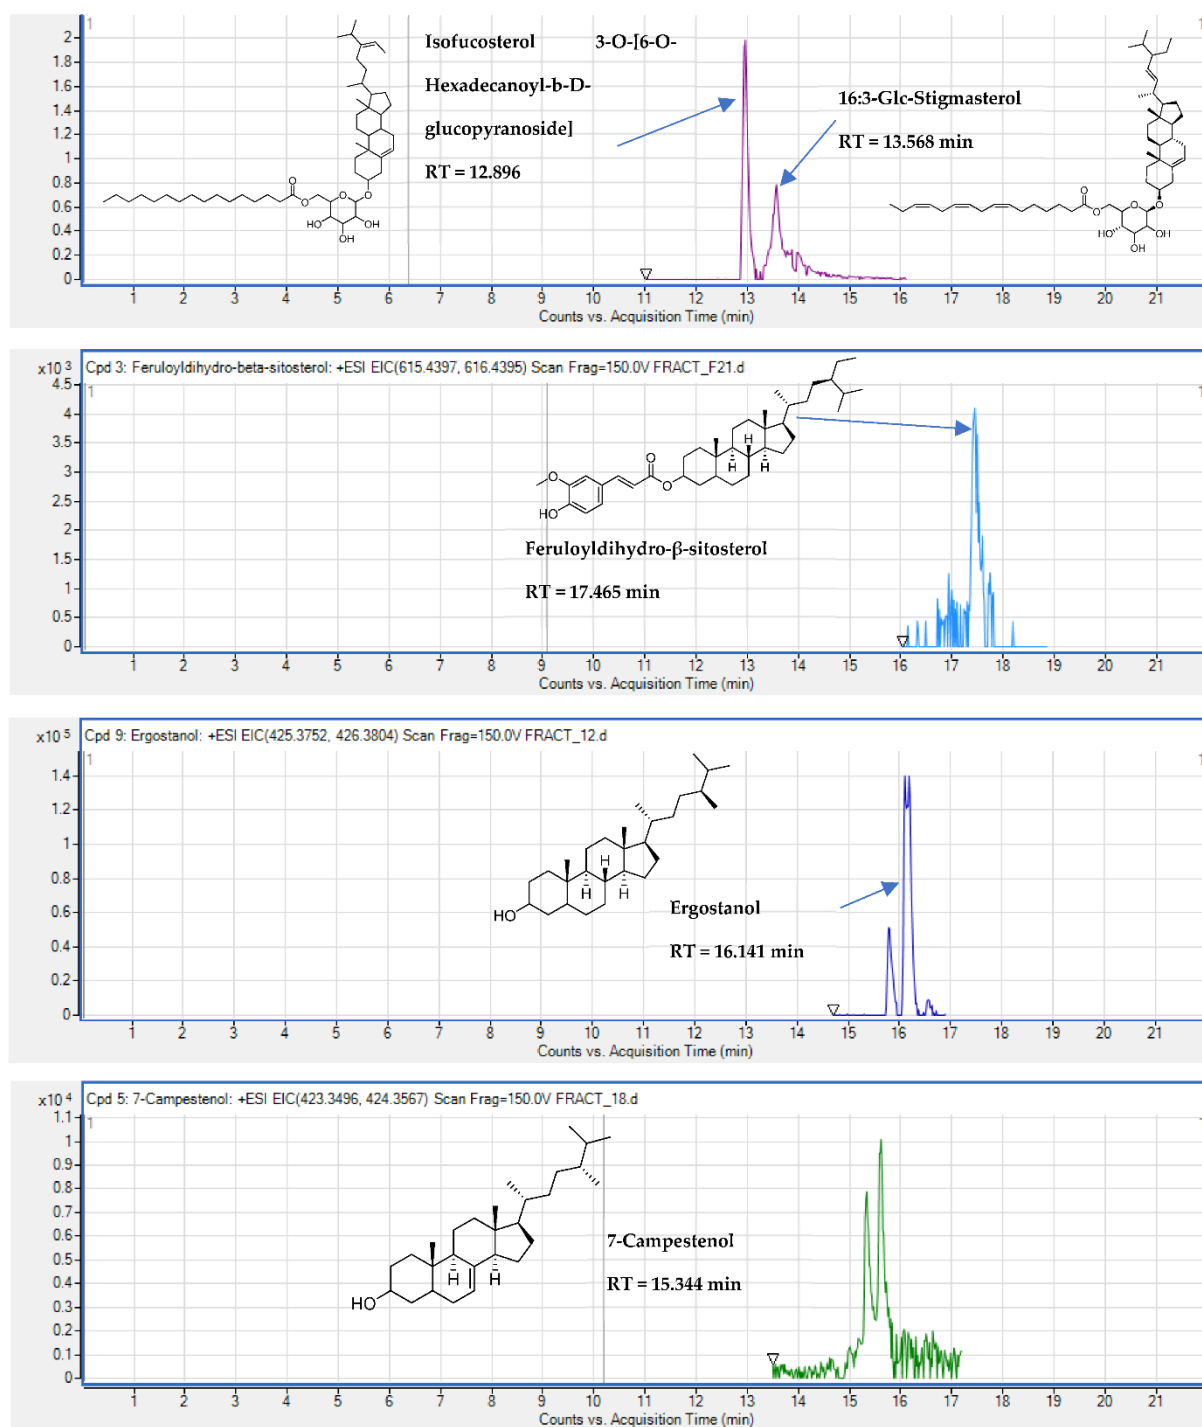 1
1
2
1.8
1.6
1.4
1.2
1
0.8
0.6
0.4
0.2
0
Isofucosterol 3-O-[6-O-
Hexadecanoyl-b-D-
glucopyranoside]
RT = 12.896
16:3-Glc-Stigmasterol
RT = 13.568 min
O
O
O
O
HO
OH
OH
O
O
O
O
HO
OH
HO
1 2 3 4 5 6 7 8 9 10 11 12 13 14 15 16 17 18 19 20 21
Counts vs. Acquisition Time (min)
x10 3
Cpd 3: Feruloyldihydro-beta-sitosterol: +ESI EIC(615.4397, 616.4395) Scan Frag=150.0V FRACT_F21.d
1
1
4.5
4
3.5
3
2.5
2
1.5
1
0.5
0
H
H
H
O
O
O
HO
Feruloyldihydro-β-sitosterol
RT = 17.465 min
1 2 3 4 5 6 7 8 9 10 11 12 13 14 15 16 17 18 19 20 21
Counts vs. Acquisition Time (min)
x10 5
Cpd 9: Ergostanol: +ESI EIC(425.3752, 426.3804) Scan Frag=150.0V FRACT_12.d
1
1
1.4
1.2
1
0.8
0.6
0.4
0.2
0
H
H
H
HO
Ergostanol
RT = 16.141 min
1 2 3 4 5 6 7 8 9 10 11 12 13 14 15 16 17 18 19 20 21
Counts vs. Acquisition Time (min)
x10 4
Cpd 5: 7-Campestenol: +ESI EIC(423.3496, 424.3567) Scan Frag=150.0V FRACT_18.d
1
1.1
1
0.9
0.8
0.7
0.6
0.5
0.4
0.3
0.2
0.1
0
H
H
HO
7-Campestenol
RT = 15.344 min
1 2 3 4 5 6 7 8 9 10 11 12 13 14 15 16 17 18 19 20 21
Counts vs. Acquisition Time (min)